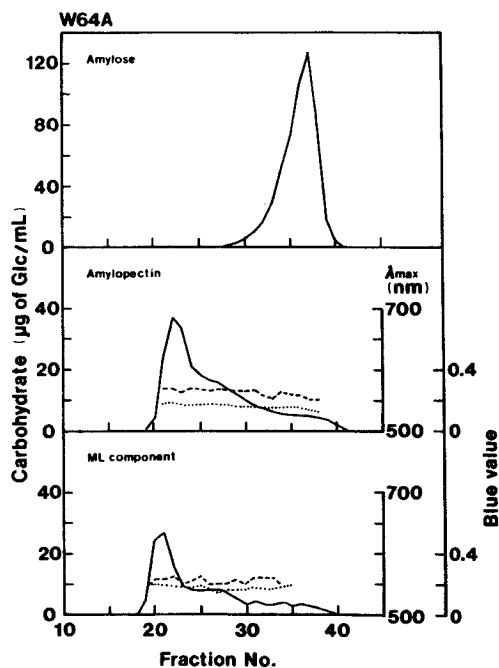 W64A
Carbohydrate (μg of Glc/mL)
120
80
40
0
Amylose
Amylopectin
40
20
0
λmax
(nm)
700
500
0.4
0
ML component
40
20
0
700
500
0.4
0
Blue value
10
20
30
40
Fraction No.